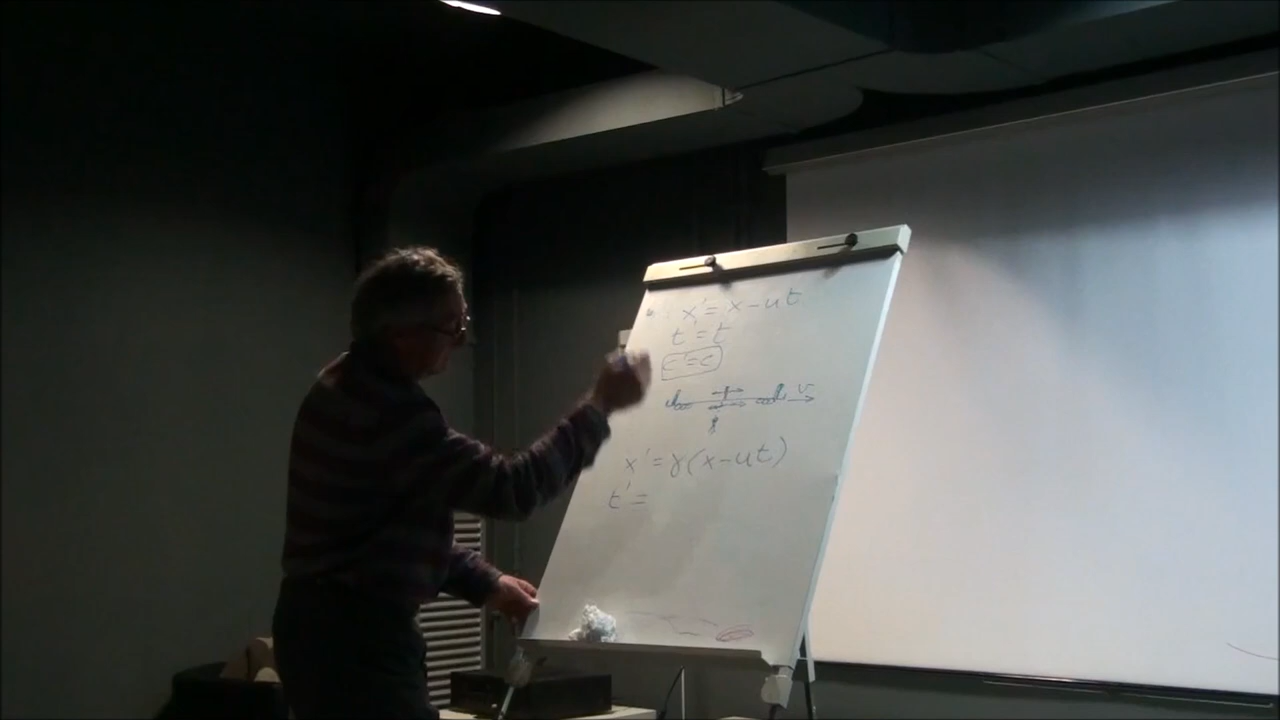 x' = x - ut
t' = t
c' = c
v
x' = γ(x - ut)
t' =